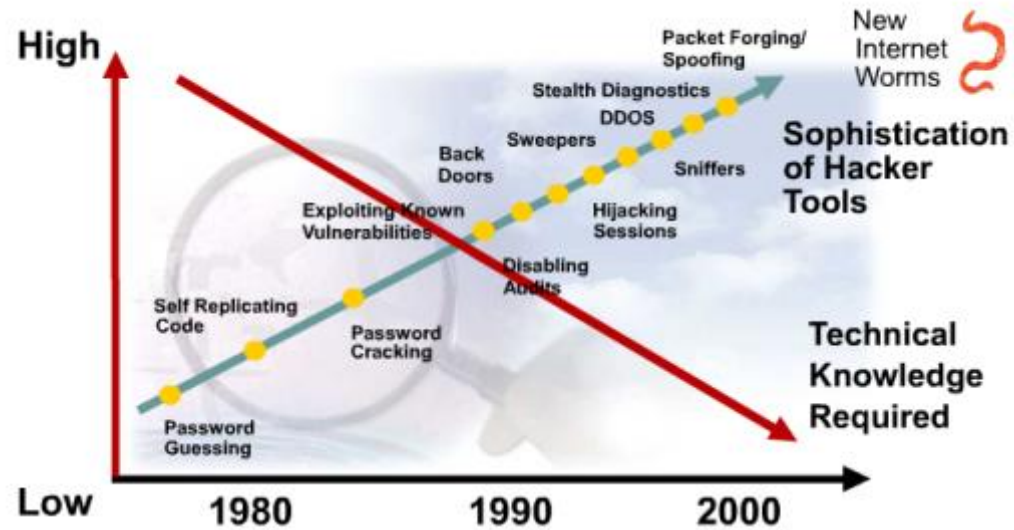 High
Packet Forging/
Spoofing
New
Internet
Worms
Stealth Diagnostics
DDOS
Sweepers
Sophistication
of Hacker
Tools
Back
Doors
Sniffers
Exploiting Known
Vulnerabilities
Hijacking
Sessions
Disabling
Audits
Self Replicating
Code
Password
Cracking
Technical
Knowledge
Required
Password
Guessing
Low
1980
1990
2000